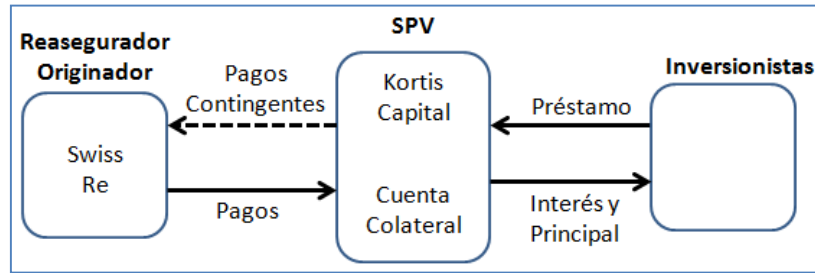 SPV
Reasegurador
Originador
Inversionistas
Pagos
Contingentes
Kortis
Capital
Préstamo
Swiss
Re
Pagos
Cuenta
Colateral
Interés y
Principal